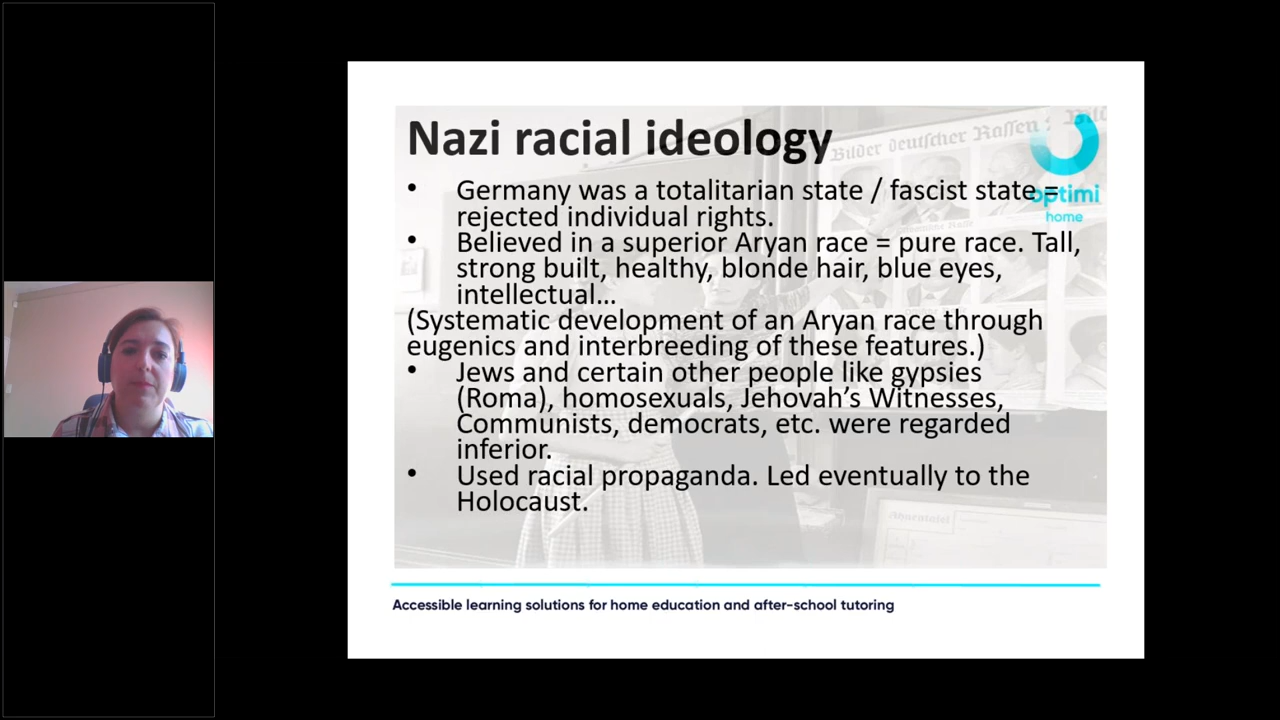 Nazi racial ideology
Bilder deutscher Rassen
• Germany was a totalitarian state / fascist state =
rejected individual rights.
optimi
home
• Believed in a superior Aryan race = pure race. Tall,
strong built, healthy, blonde hair, blue eyes,
intellectual...
(Systematic development of an Aryan race through
eugenics and interbreeding of these features.)
• Jews and certain other people like gypsies
(Roma), homosexuals, Jehovah’s Witnesses,
Communists, democrats, etc. were regarded
inferior.
• Used racial propaganda. Led eventually to the
Holocaust.
Accessible learning solutions for home education and after-school tutoring